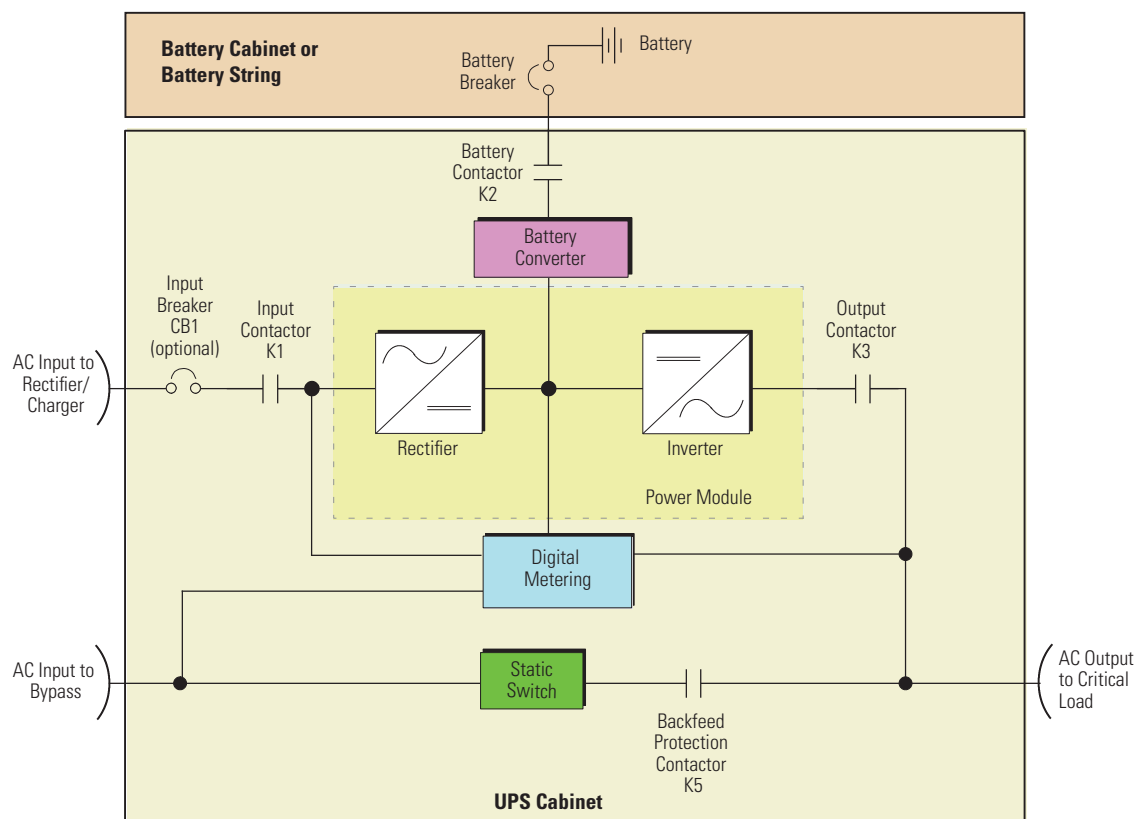 Battery Cabinet or
Battery String
Battery
Battery
Breaker
Battery
Contactor
K2
Battery
Converter
Input
Breaker
CB1
(optional)
Input
Contactor
K1
Output
Contactor
K3
AC Input to
Rectifier/
Charger
Rectifier
Inverter
Power Module
Digital
Metering
AC Input to
Bypass
Static
Switch
AC Output
to Critical
Load
Backfeed
Protection
Contactor
K5
UPS Cabinet